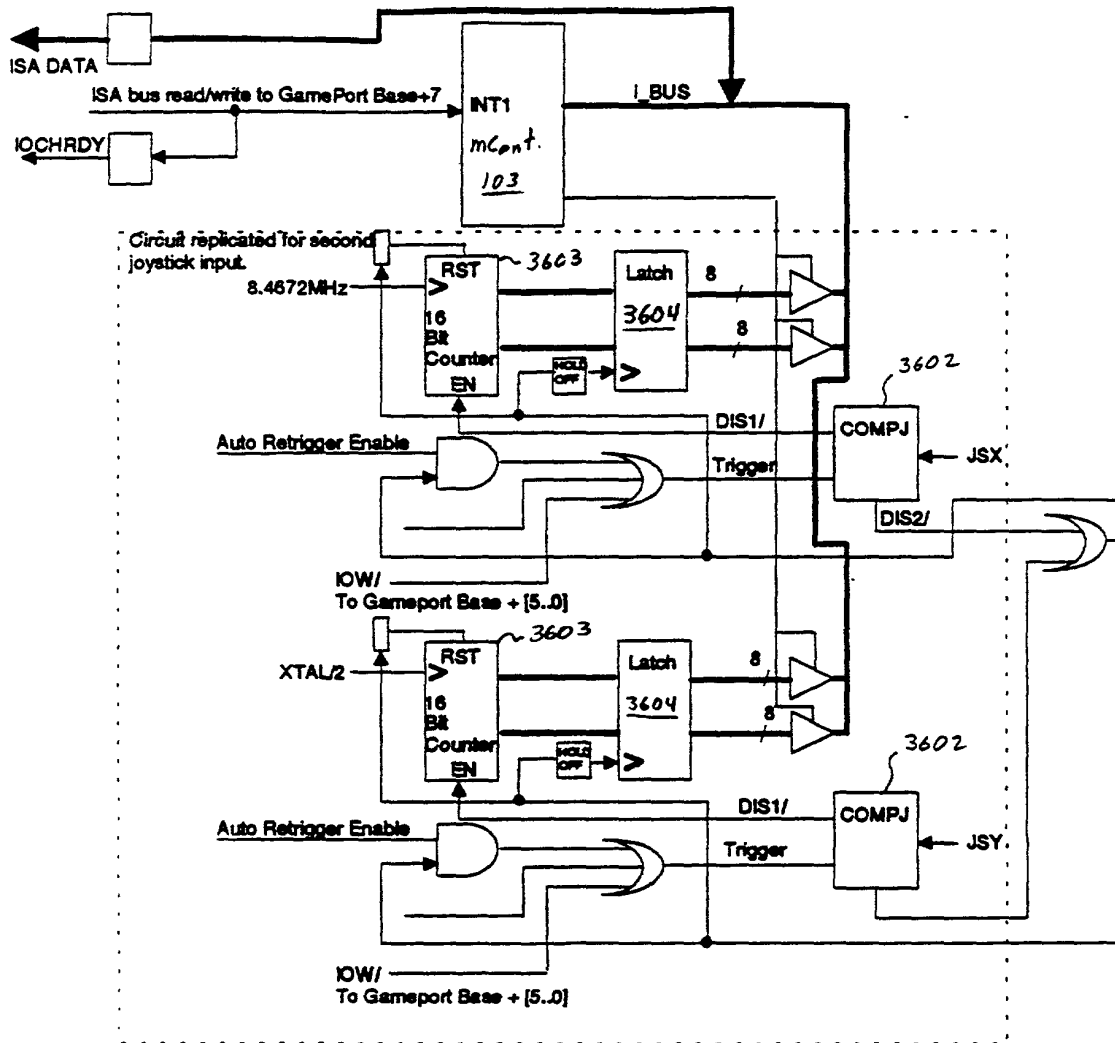 ISA DATA
ISA bus read/write to GamePort Base+7
I_BUS
INT1
mCont.
103
IOCHRDY
Circuit replicated for second
joystick input.
RST
3603
8.4672MHz
16
Bit
Counter
EN
Latch
3604
8
8
HOLD
OFF
3602
DIS1/
COMPJ
Auto Retrigger Enable
Trigger
JSX
DIS2/
IOW/
To Gameport Base + [5..0]
RST
3603
XTAL/2
16
Bit
Counter
EN
Latch
3604
8
8
HOLD
OFF
3602
DIS1/
COMPJ
Auto Retrigger Enable
Trigger
JSY
IOW/
To Gameport Base + [5..0]